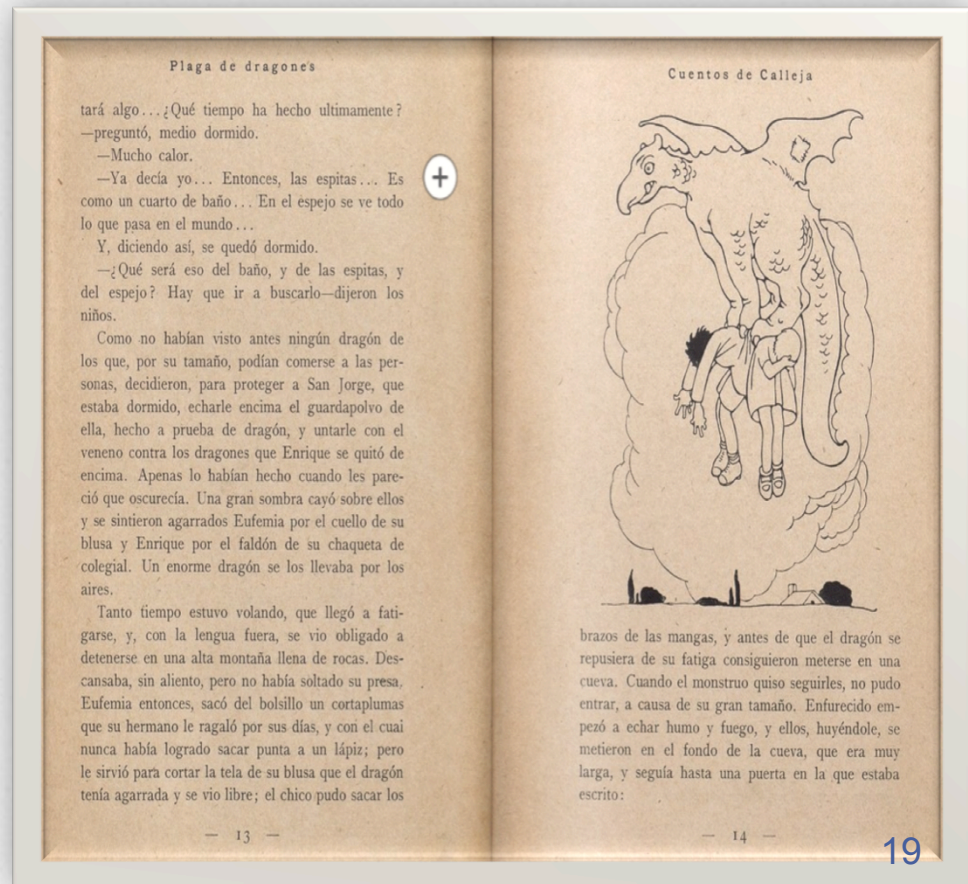 Plaga de dragones
tará algo...¿Qué tiempo ha hecho ultimamente?
—preguntó, medio dormido.
—Mucho calor.
—Ya decía yo... Entonces, las espitas... Es
como un cuarto de baño... En el espejo se ve todo
lo que pasa en el mundo...
Y, diciendo así, se quedó dormido.
—¿Qué será eso del baño, y de las espitas, y
del espejo? Hay que ir a buscarlo—dijeron los
niños.
Como no habían visto antes ningún dragón de
los que, por su tamaño, podían comerse a las per-
sonas, decidieron, para proteger a San Jorge, que
estaba dormido, echarle encima el guardapolvo de
ella, hecho a prueba de dragón, y untarle con el
veneno contra los dragones que Enrique se quitó de
encima. Apenas lo habían hecho cuando les pare-
ció que oscurecía. Una gran sombra cayó sobre ellos
y se sintieron agarrados Eufemia por el cuello de su
blusa y Enrique por el faldón de su chaqueta de
colegial. Un enorme dragón se los llevaba por los
aires.
Tanto tiempo estuvo volando, que llegó a fati-
garse, y, con la lengua fuera, se vio obligado a
detenerse en una alta montaña llena de rocas. Des-
cansaba, sin aliento, pero no había soltado su presa.
Eufemia entonces, sacó del bolsillo un cortaplumas
que su hermano le ragaló por sus días, y con el cuai
nunca había logrado sacar punta a un lápiz; pero
le sirvió para cortar la tela de su blusa que el dragón
tenía agarrada y se vio libre; el chico pudo sacar los
— 13 —
Cuentos de Calleja
brazos de las mangas, y antes de que el dragón se
repusiera de su fatiga consiguieron meterse en una
cueva. Cuando el monstruo quiso seguirles, no pudo
entrar, a causa de su gran tamaño. Enfurecido em-
pezó a echar humo y fuego, y ellos, huyéndole, se
metieron en el fondo de la cueva, que era muy
larga, y seguía hasta una puerta en la que estaba
escrito:
— 14 —
19